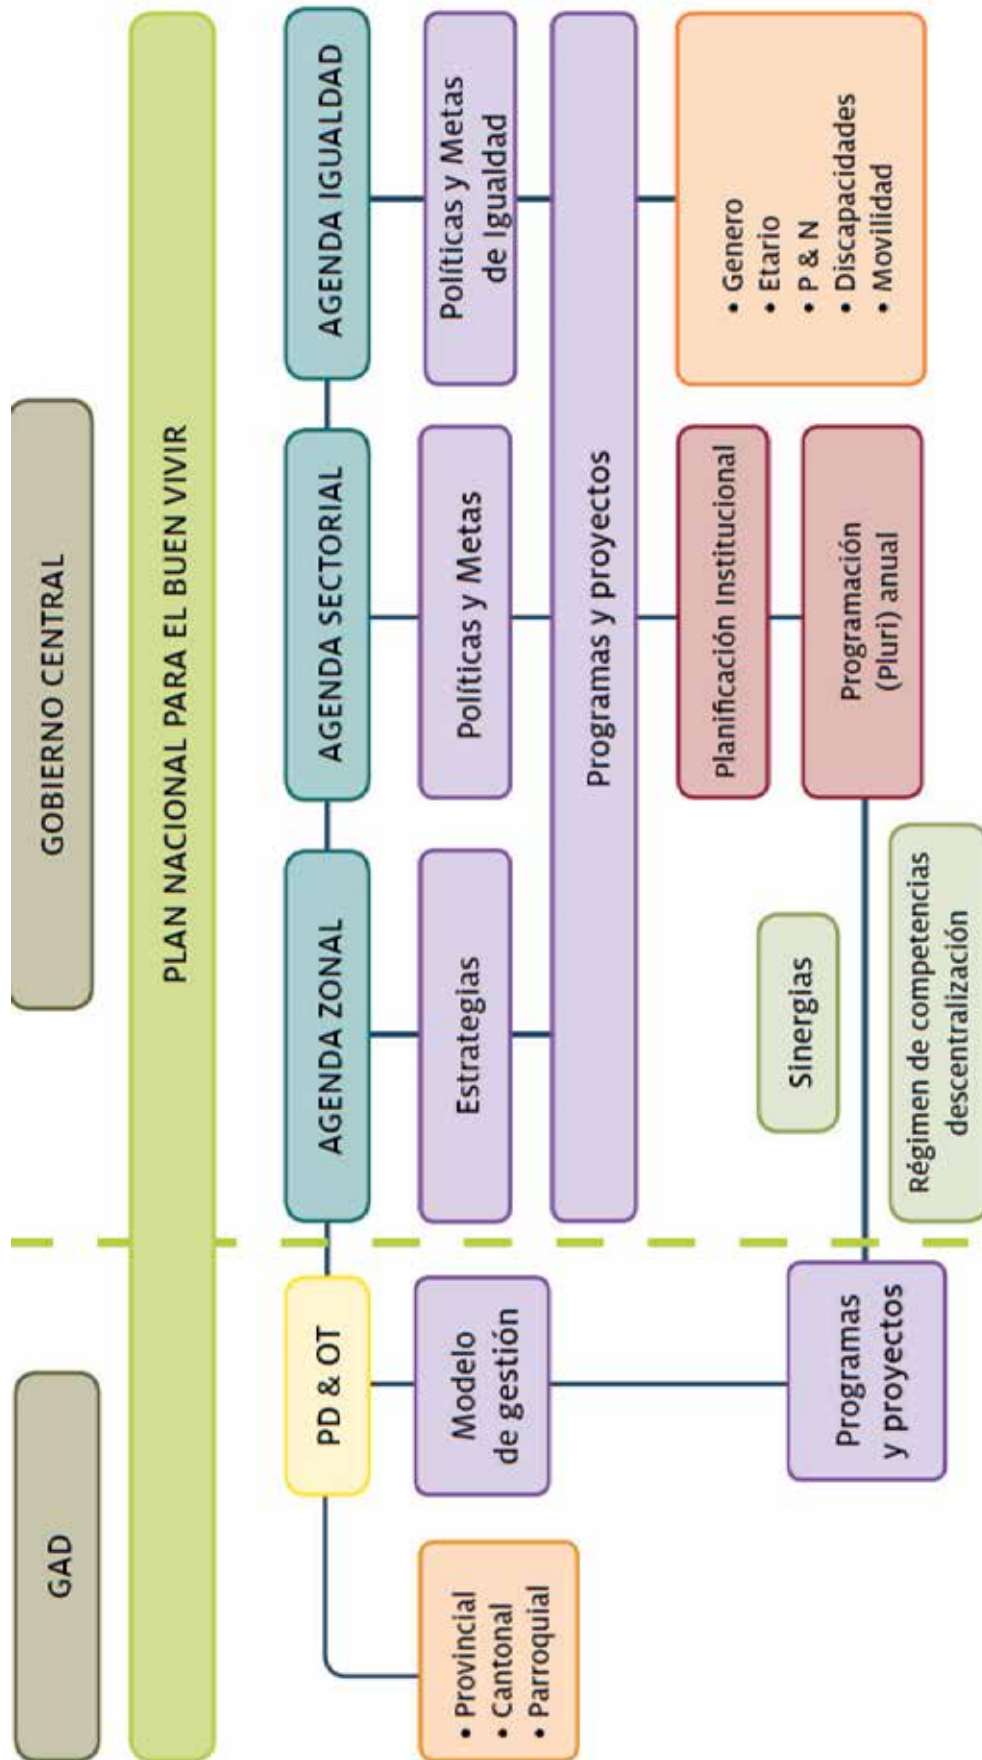 GAD
GOBIERNO CENTRAL
PLAN NACIONAL PARA EL BUEN VIVIR
PD & OT
AGENDA ZONAL
AGENDA SECTORIAL
AGENDA IGUALDAD
• Provincial
• Cantonal
• Parroquial
Modelo
de gestión
Estrategias
Políticas y Metas
Políticas y Metas
de Igualdad
Programas y proyectos
Planificación Institucional
• Genero
• Etario
• P & N
• Discapacidades
• Movilidad
Programas
y proyectos
Sinergias
Programación
(Pluri) anual
Régimen de competencias
descentralización